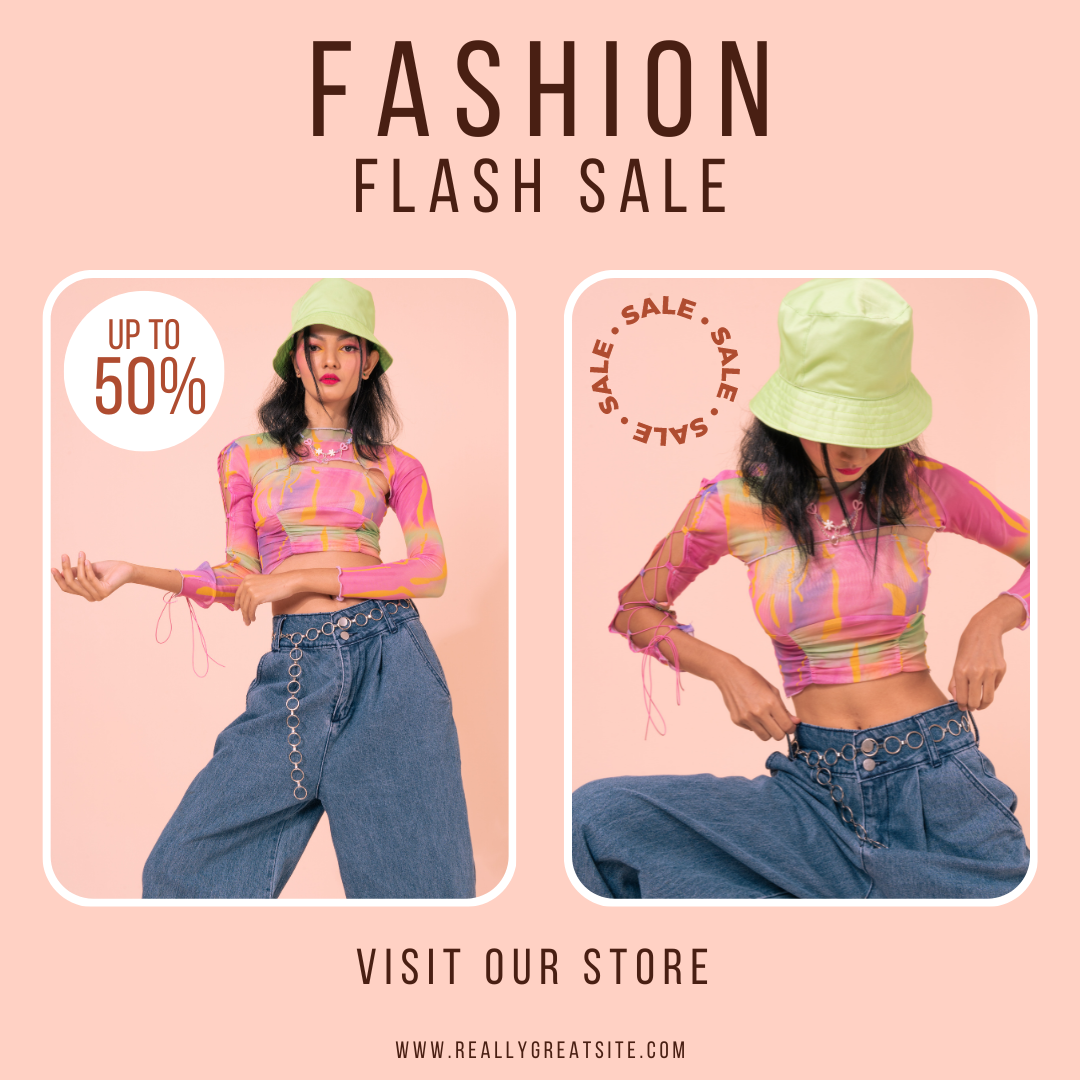 FASHION
FLASH SALE
UP TO
50%
SALE • SALE • SALE • SALE •
VISIT OUR STORE
WWW.REALLYGREATSITE.COM